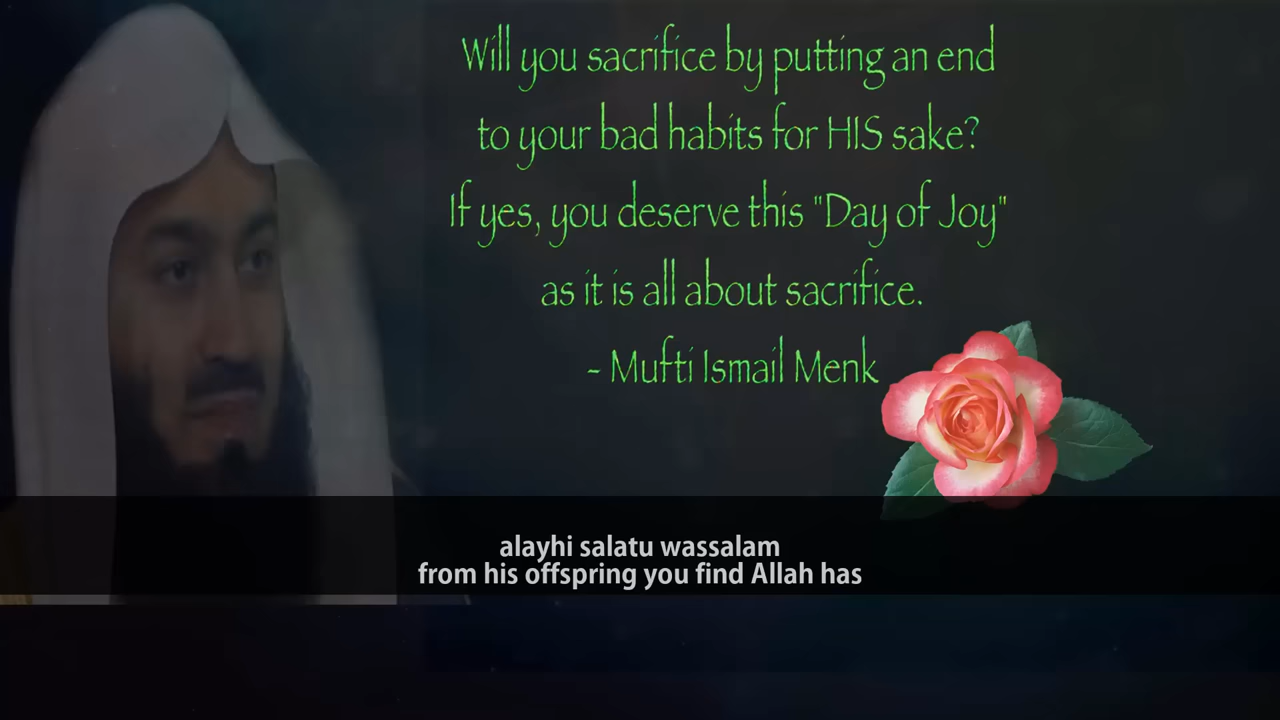 Will you sacrifice by putting an end
to your bad habits for HIS sake?
If yes, you deserve this "Day of Joy"
as it is all about sacrifice.
- Mufti Ismail Menk
alayhi salatu wassalam
from his offspring you find Allah has